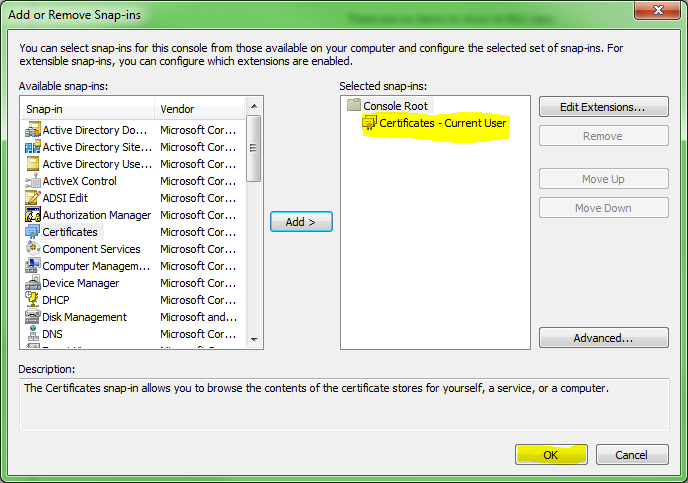 Add or Remove Snap-ins
You can select snap-ins for this console from those available on your computer and configure the selected set of snap-ins. For
extensible snap-ins, you can configure which extensions are enabled.
Available snap-ins:
Snap-in Vendor
Active Directory Do... Microsoft Cor...
Active Directory Site... Microsoft Cor...
Active Directory Use... Microsoft Cor...
ActiveX Control Microsoft Cor...
ADSI Edit Microsoft Cor...
Authorization Manager Microsoft Cor...
Certificates Microsoft Cor...
Component Services Microsoft Cor...
Computer Managem... Microsoft Cor...
Device Manager Microsoft Cor...
DHCP Microsoft Cor...
Disk Management Microsoft and...
DNS Microsoft Cor...
Add >
Selected snap-ins:
Console Root
Certificates - Current User
Edit Extensions...
Remove
Move Up
Move Down
Advanced...
Description:
The Certificates snap-in allows you to browse the contents of the certificate stores for yourself, a service, or a computer.
OK Cancel